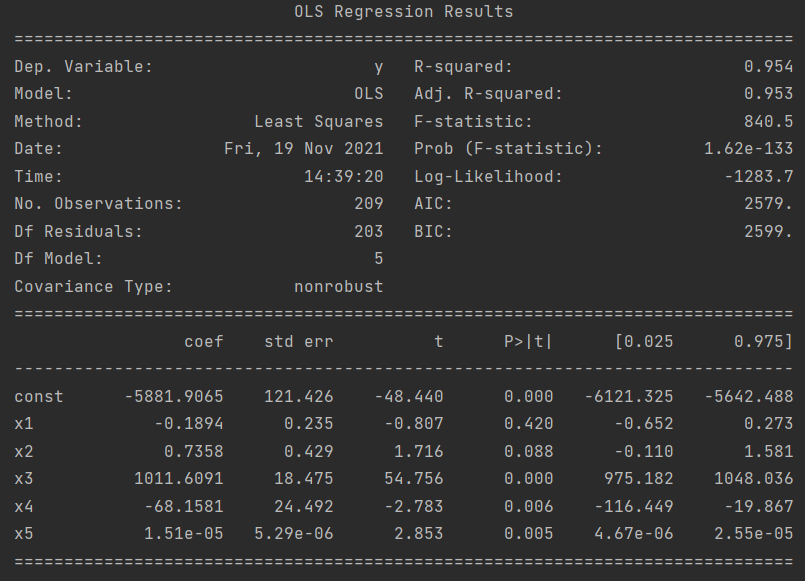 OLS Regression Results
==============================================================================
Dep. Variable:                      y   R-squared:                       0.954
Model:                            OLS   Adj. R-squared:                  0.953
Method:                 Least Squares   F-statistic:                     840.5
Date:                Fri, 19 Nov 2021   Prob (F-statistic):          1.62e-133
Time:                        14:39:20   Log-Likelihood:                -1283.7
No. Observations:                 209   AIC:                             2579.
Df Residuals:                     203   BIC:                             2599.
Df Model:                           5
Covariance Type:            nonrobust
==============================================================================
                 coef    std err          t      P>|t|      [0.025      0.975]
------------------------------------------------------------------------------
const      -5881.9065    121.426    -48.440      0.000   -6121.325   -5642.488
x1            -0.1894      0.235     -0.807      0.420      -0.652       0.273
x2             0.7358      0.429      1.716      0.088      -0.110       1.581
x3          1011.6091     18.475     54.756      0.000     975.182    1048.036
x4           -68.1581     24.492     -2.783      0.006    -116.449     -19.867
x5           1.51e-05   5.29e-06      2.853      0.005    4.67e-06    2.55e-05
==============================================================================